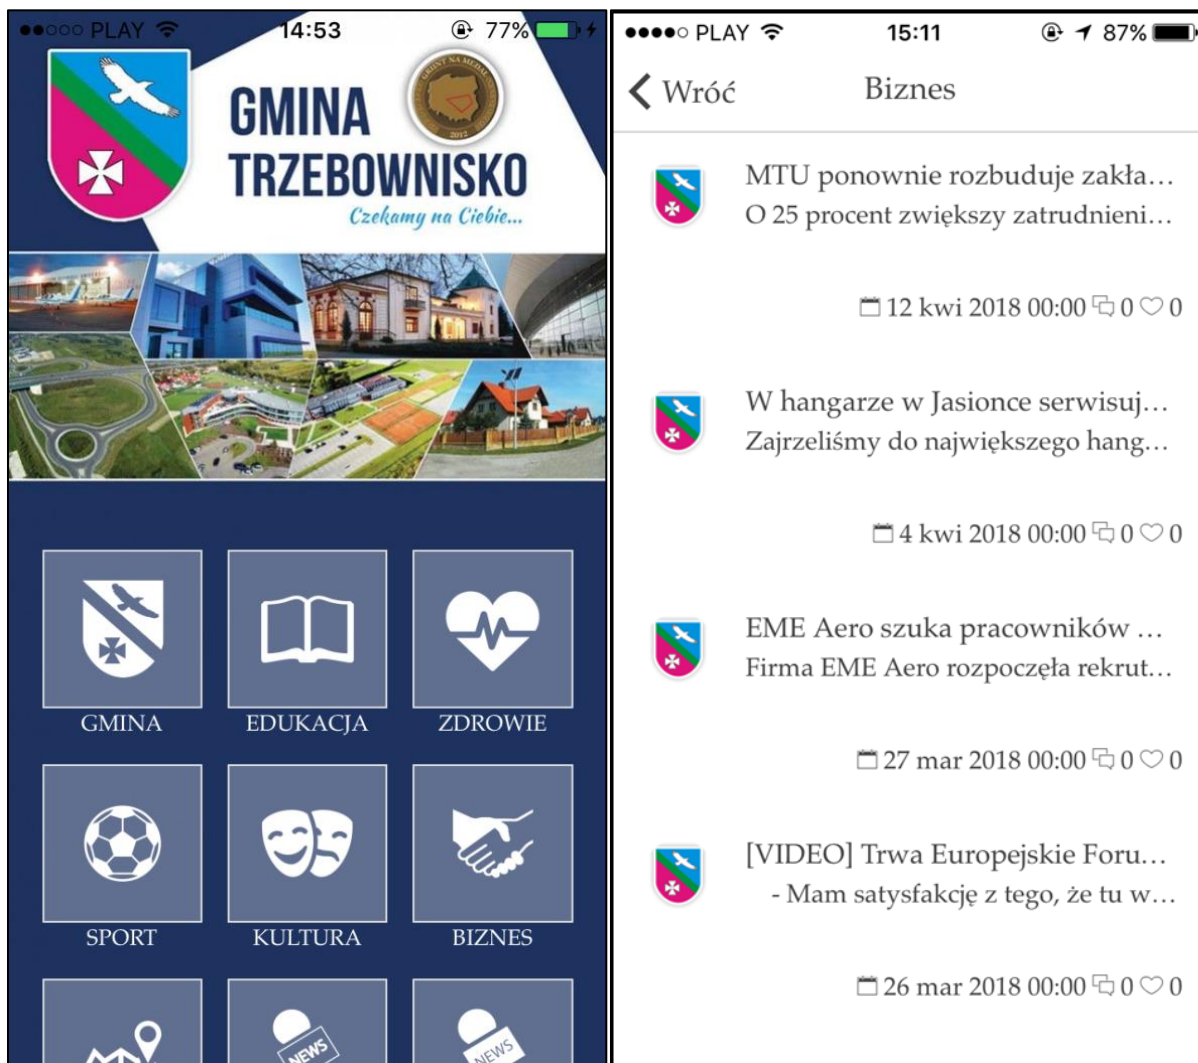 PLAY 14:53 77%
GRUNT NA MEDAL
2012
GMINA
TRZEBOWNISKO
Czekamy na Ciebie...
GMINA EDUKACJA ZDROWIE
SPORT KULTURA BIZNES
NEWS NEWS
PLAY 15:11 87%
Wróć Biznes
MTU ponownie rozbuduje zakła...
O 25 procent zwiększy zatrudnieni...
12 kwi 2018 00:00 0 0
W hangarze w Jasionce serwisuj...
Zajrzeliśmy do największego hang...
4 kwi 2018 00:00 0 0
EME Aero szuka pracowników ...
Firma EME Aero rozpoczęła rekrut...
27 mar 2018 00:00 0 0
[VIDEO] Trwa Europejskie Foru...
- Mam satysfakcję z tego, że tu w...
26 mar 2018 00:00 0 0